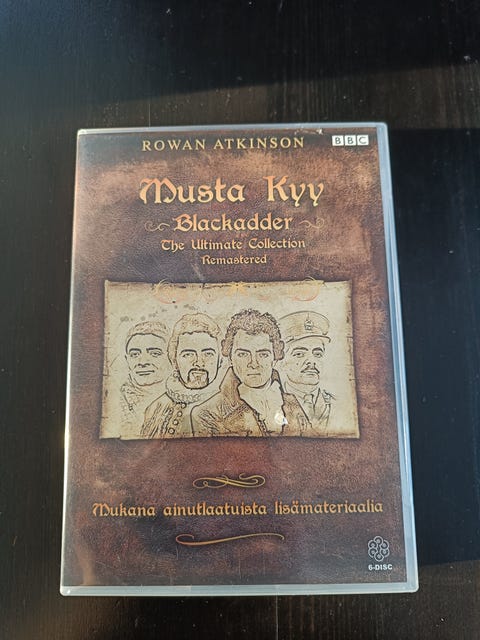 ROWAN ATKINSON
BBC
Musta Kyy
Blackadder
The Ultimate Collection
Remastered
Mukana ainutlaatuista lisämateriaalia
6-DISC